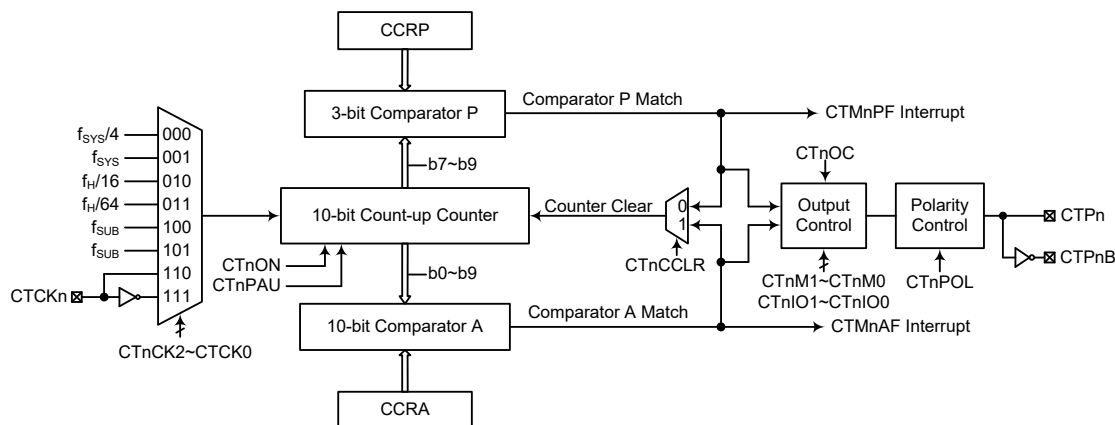 CCRP
3-bit Comparator P
Comparator P Match
CTMnPF Interrupt
fSYS/4
000
fSYS
001
fH/16
010
fH/64
011
fSUB
100
fSUB
101
110
111
CTCKn
CTnCK2~CTCK0
b7~b9
10-bit Count-up Counter
Counter Clear
0
1
CTnCCLR
CTnON
CTnPAU
b0~b9
CTnOC
Output
Control
CTnM1~CTnM0
CTnIO1~CTnIO0
Polarity
Control
CTnPOL
CTPn
CTPnB
10-bit Comparator A
Comparator A Match
CTMnAF Interrupt
CCRA